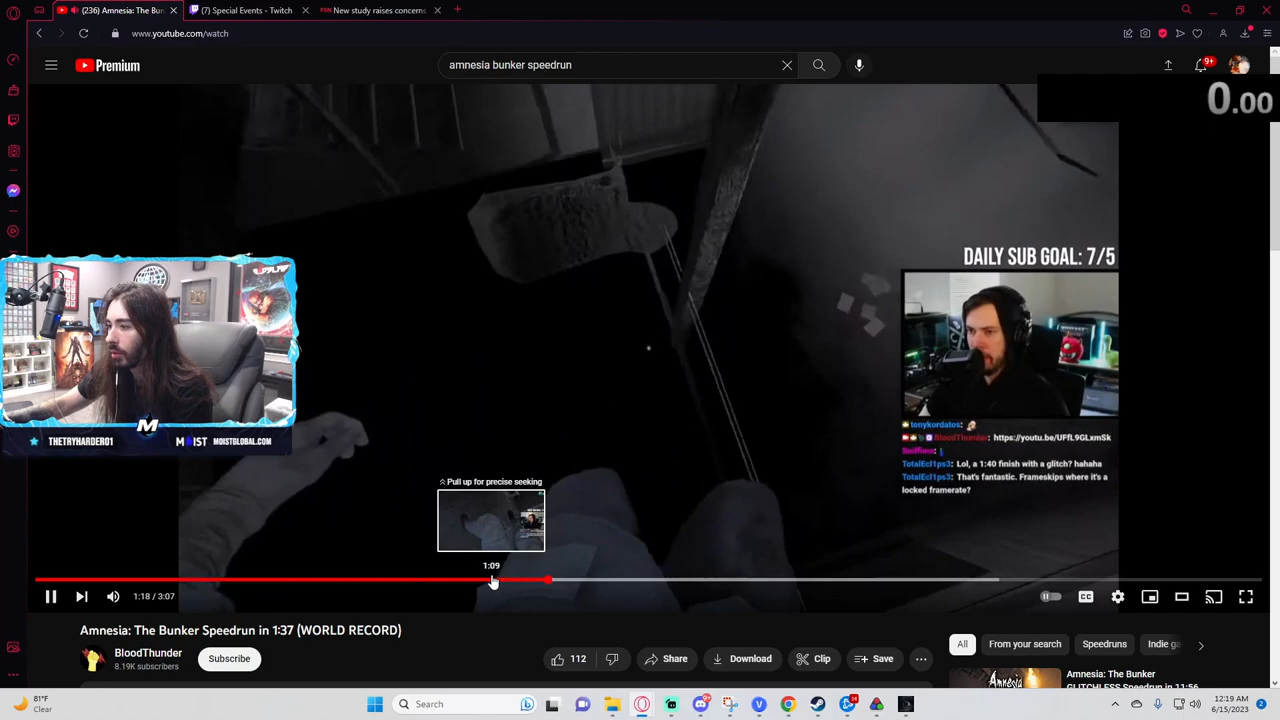 (236) Amnesia: The Bun
(7) Special Events - Twitch
FSN New study raises concerns
www.youtube.com/watch
Premium
amnesia bunker speedrun
9+
0.00
DAILY SUB GOAL: 7/5
M
THETRYHARDER01
M IST MOISTGLOBAL.COM
tonykordatos:
BloodThunder: https://youtu.be/UFfL9GLxmSk
TotalEcl1ps3: Lol, a 1:40 finish with a glitch? hahaha
TotalEcl1ps3: That's fantastic. Frameskips where it's a
locked framerate?
Pull up for precise seeking
1:09
1:18 / 3:07
CC
Amnesia: The Bunker Speedrun in 1:37 (WORLD RECORD)
BloodThunder
8.19K subscribers
Subscribe
112
Share
Download
Clip
Save
All
From your search
Speedruns
Indie ga
Amnesia: The Bunker
GLITCHLESS Speedrun in 11:56
81°F
Clear
Search
12:19 AM
6/15/2023